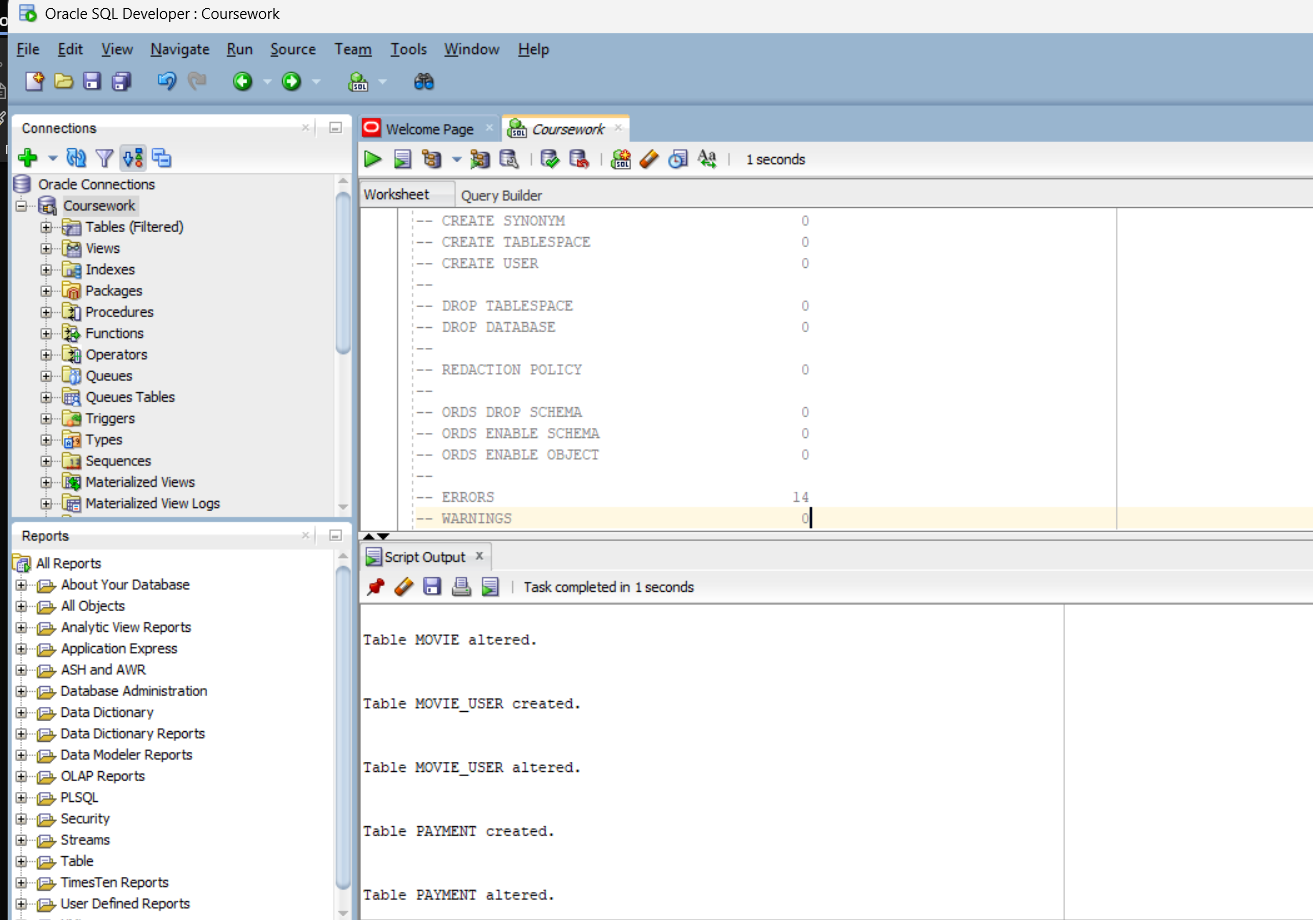 Oracle SQL Developer : Coursework
File Edit View Navigate Run Source Team Tools Window Help
Connections
Oracle Connections
Coursework
Tables (Filtered)
Views
Indexes
Packages
Procedures
Functions
Operators
Queues
Queues Tables
Triggers
Types
Sequences
Materialized Views
Materialized View Logs
Reports
All Reports
About Your Database
All Objects
Analytic View Reports
Application Express
ASH and AWR
Database Administration
Data Dictionary
Data Dictionary Reports
Data Modeler Reports
OLAP Reports
PLSQL
Security
Streams
Table
TimesTen Reports
User Defined Reports
Welcome Page
Coursework
1 seconds
Worksheet Query Builder
-- CREATE SYNONYM 0
-- CREATE TABLESPACE 0
-- CREATE USER 0
--
-- DROP TABLESPACE 0
-- DROP DATABASE 0
--
-- REDACTION POLICY 0
--
-- ORDS DROP SCHEMA 0
-- ORDS ENABLE SCHEMA 0
-- ORDS ENABLE OBJECT 0
--
-- ERRORS 14
-- WARNINGS 0
Script Output
Task completed in 1 seconds
Table MOVIE altered.
Table MOVIE_USER created.
Table MOVIE_USER altered.
Table PAYMENT created.
Table PAYMENT altered.